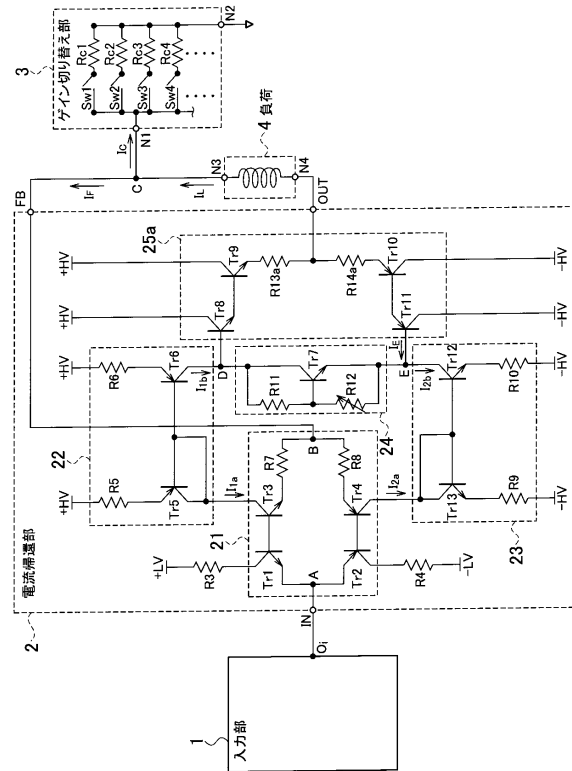 2
電流帰還部
1
入力部
Oi
IN
A
+LV
R3
Tr1
Tr2
R4
-LV
21
Tr3
Tr4
R7
R8
B
I1a
I2a
22
+HV
R5
Tr5
+HV
R6
Tr6
I1b
D
R11
R12
Tr7
24
E
IE
I2b
Tr13
Tr12
R9
R10
-HV
-HV
23
25a
+HV
+HV
Tr8
Tr9
R13a
R14a
Tr10
Tr11
-HV
-HV
FB
OUT
IF
IL
C
N3
N4
4 負荷
IC
N1
3
ゲイン切り替え部
Sw1
Rc1
Sw2
Rc2
Sw3
Rc3
Sw4
Rc4
N2